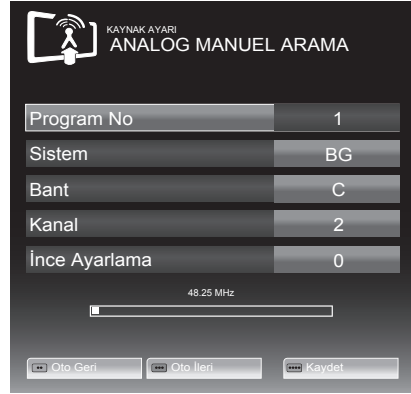 KAYNAK AYARI
ANALOG MANUEL ARAMA
Program No 1
Sistem BG
Bant C
Kanal 2
İnce Ayarlama 0
48.25 MHz
Oto Geri Oto İleri Kaydet